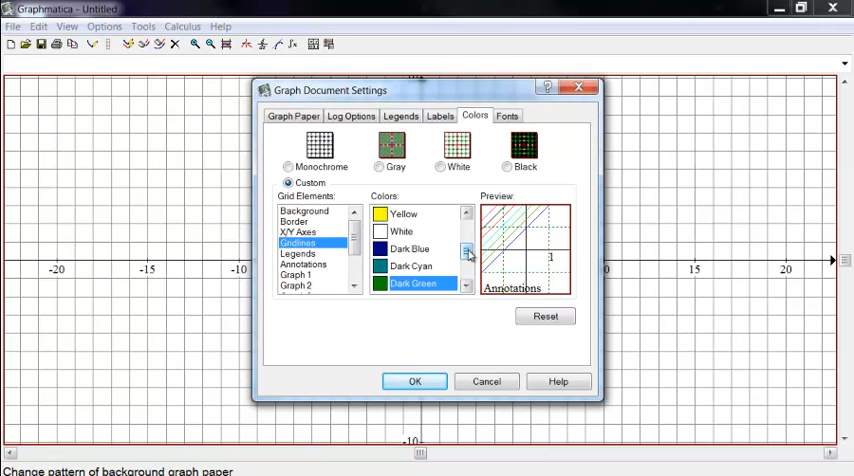 Graphmatica - Untitled
File Edit View Options Tools Calculus Help
Graph Document Settings
Graph Paper Log Options Legends Labels Colors Fonts
Monochrome Gray White Black
Custom
Grid Elements: Colors: Preview:
Background
Border
X/Y Axes
Gridlines
Legends
Annotations
Graph 1
Graph 2
Yellow
White
Dark Blue
Dark Cyan
Dark Green
1
Annotations
Reset
OK Cancel Help
-20 -15 15 20
-10
Change pattern of background graph paper